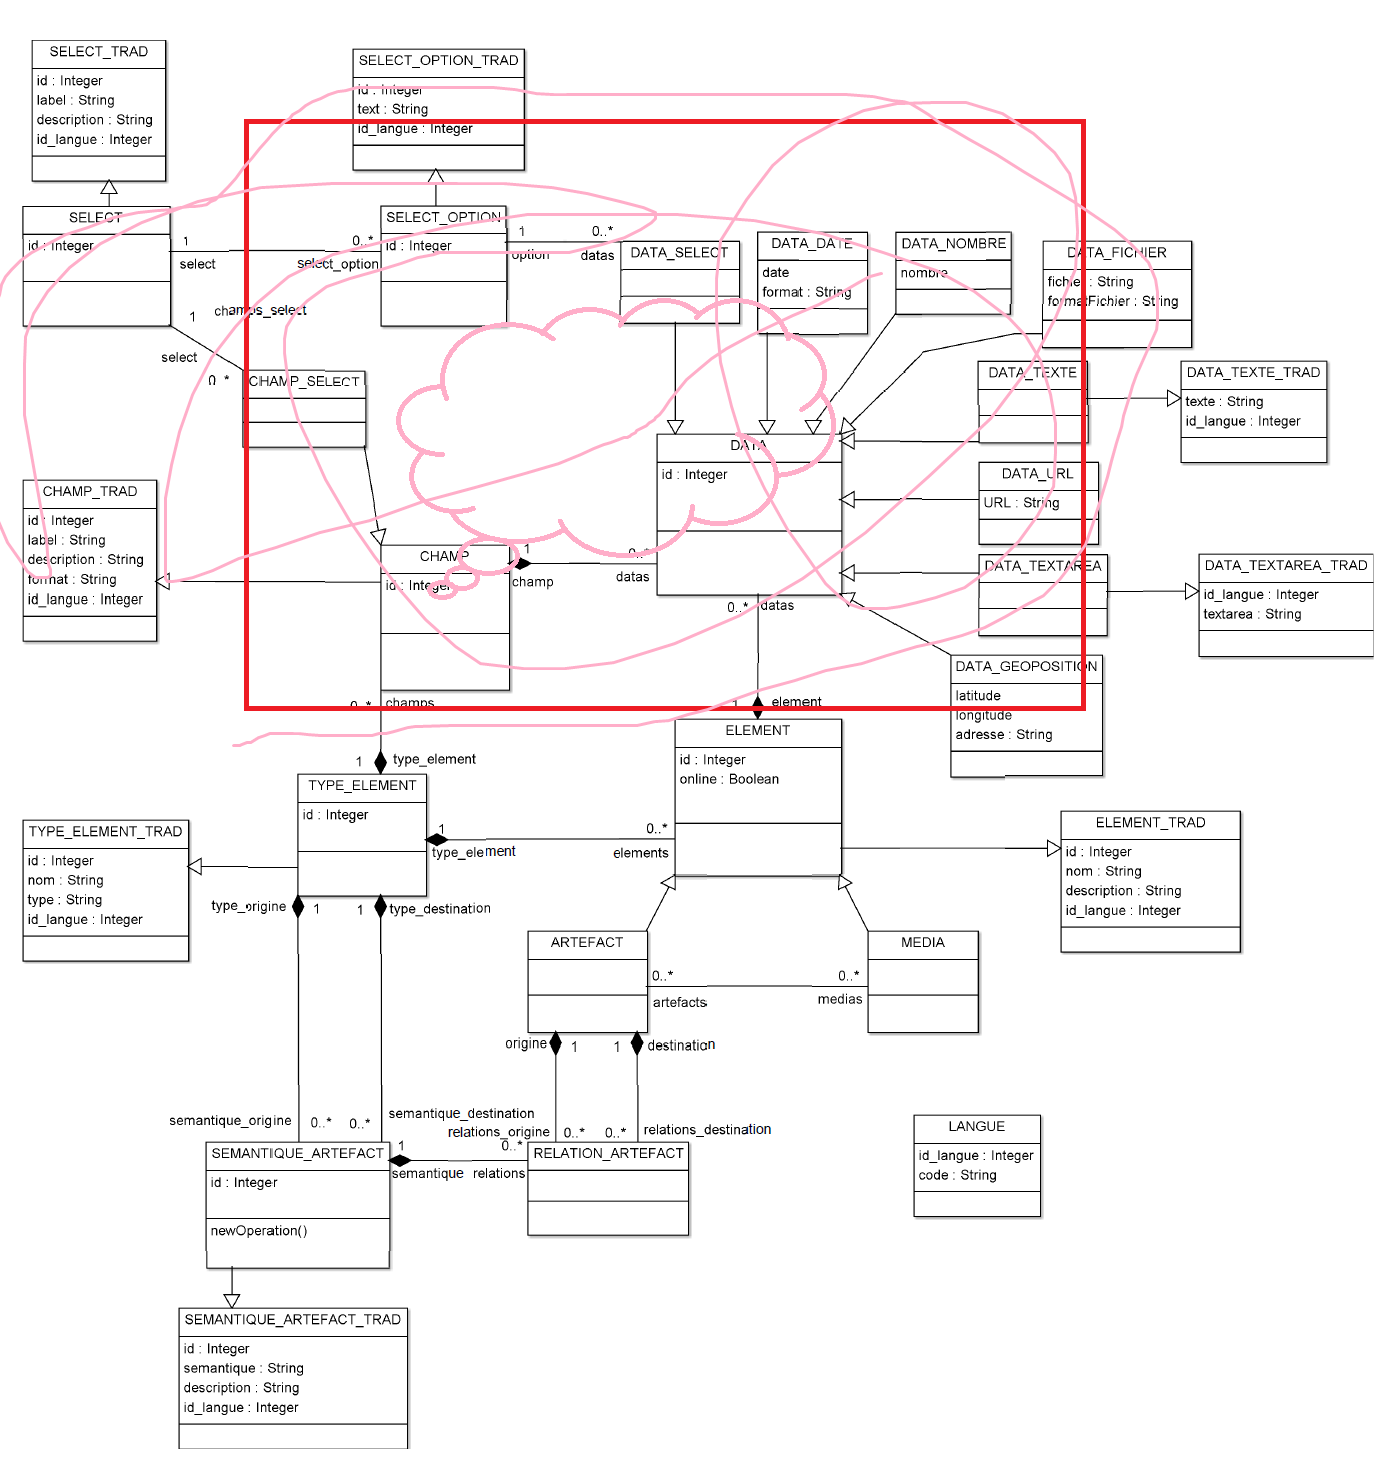 SELECT_TRAD
id : Integer
label : String
description : String
id_langue : Integer
SELECT_OPTION_TRAD
id : Integer
text : String
id_langue : Integer
SELECT
id : Integer
1
select
0..*
select_option
SELECT_OPTION
id : Integer
1
option
0..*
datas
DATA_SELECT
DATA_DATE
date
format : String
DATA_NOMBRE
nombre
DATA_FICHIER
fichier : String
formatFichier : String
1
champs_select
select
0..*
CHAMP_SELECT
DATA_TEXTE
DATA_TEXTE_TRAD
texte : String
id_langue : Integer
DATA
id : Integer
DATA_URL
URL : String
CHAMP_TRAD
id : Integer
label : String
description : String
format : String
id_langue : Integer
1
CHAMP
id : Integer
1
champ
0..*
datas
DATA_TEXTAREA
DATA_TEXTAREA_TRAD
id_langue : Integer
textarea : String
0..*
datas
DATA_GEOPOSITION
latitude
longitude
adresse : String
0..*
champs
1
element
1
type_element
ELEMENT
id : Integer
online : Boolean
TYPE_ELEMENT
id : Integer
1
type_element
0..*
elements
TYPE_ELEMENT_TRAD
id : Integer
nom : String
type : String
id_langue : Integer
ELEMENT_TRAD
id : Integer
nom : String
description : String
id_langue : Integer
type_origine
1
1
type_destination
ARTEFACT
MEDIA
0..*
artefacts
0..*
medias
origine
1
1
destination
semantique_origine
0..*
0..*
semantique_destination
relations_origine
0..*
0..*
relations_destination
SEMANTIQUE_ARTEFACT
id : Integer
newOperation()
1
semantique
0..*
relations
RELATION_ARTEFACT
LANGUE
id_langue : Integer
code : String
SEMANTIQUE_ARTEFACT_TRAD
id : Integer
semantique : String
description : String
id_langue : Integer